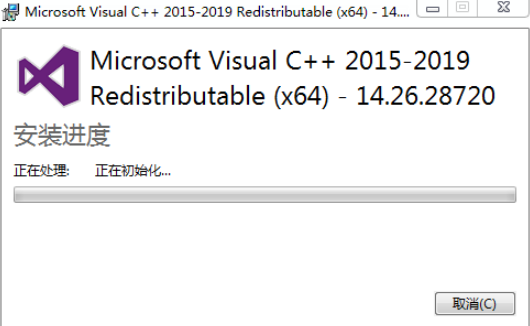 Microsoft Visual C++ 2015-2019 Redistributable (x64) - 14....
Microsoft Visual C++ 2015-2019
Redistributable (x64) - 14.26.28720
安装进度
正在处理: 正在初始化...
取消(C)